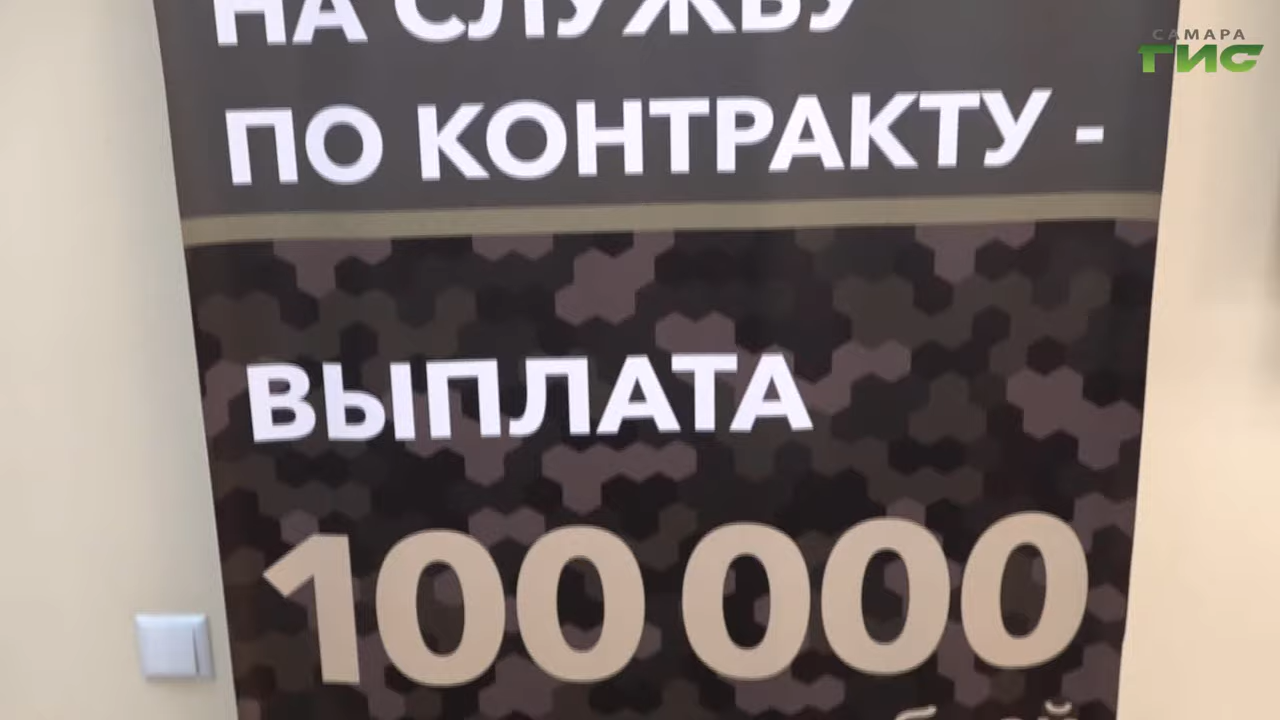 НА СЛУЖБУ
САМАРА
ГИС
ПО КОНТРАКТУ -
ВЫПЛАТА
100 000